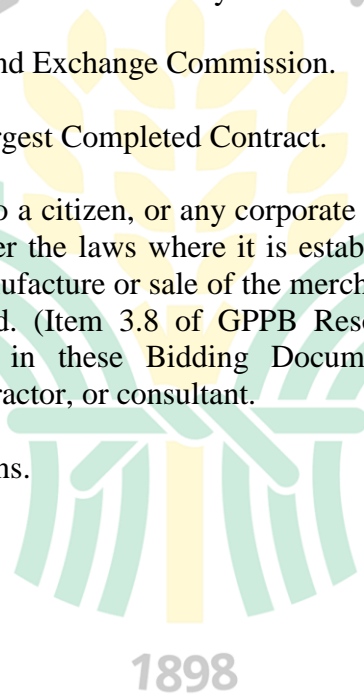 nd Exchange Commission.
rgest Completed Contract.
o a citizen, or any corporate
er the laws where it is estab
nufacture or sale of the merch
d. (Item 3.8 of GPPB Res
in these Bidding Docum
ractor, or consultant.
ns.
1898